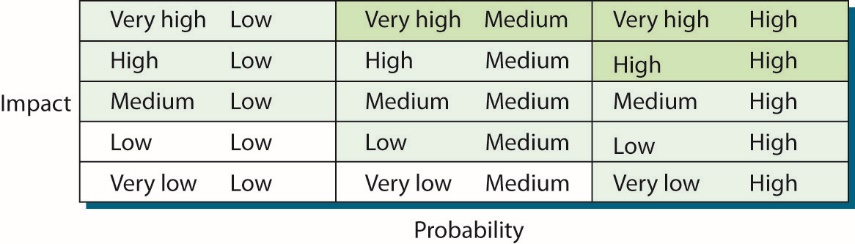 Very high Low Very high Medium Very high High
High Low High Medium High High
Impact Medium Low Medium Medium Medium High
Low Low Low Medium Low High
Very low Low Very low Medium Very low High
Probability